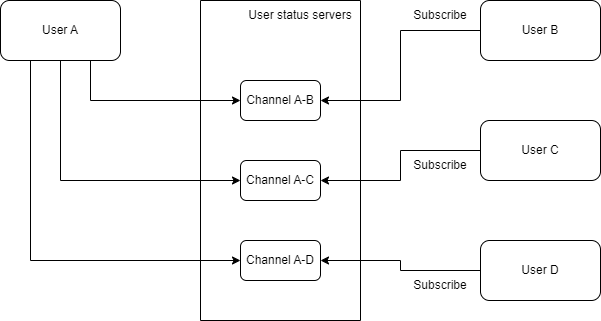 User A
User status servers
Subscribe
User B
Channel A-B
Channel A-C
Subscribe
User C
Channel A-D
Subscribe
User D